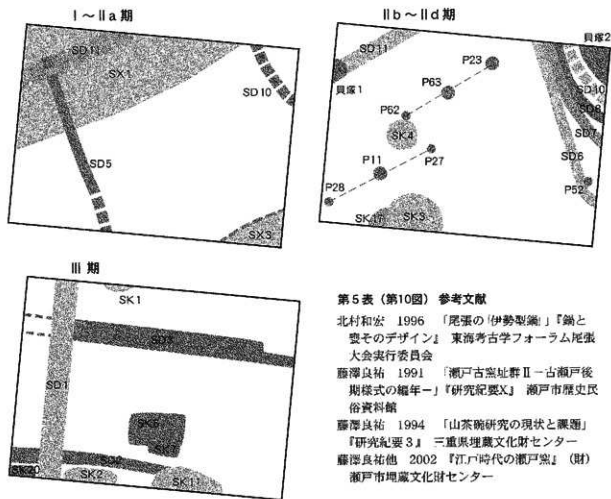 I～IIa期
SD11
SX1
SD10
SD5
SX3
IIb～IId期
貝塚2
SD11
P23
P63
貝塚1
P62
SK4
SD10
SD8
SD7
SD6
P11
P27
P28
P52
SK17
SK3
III期
SK1
SD3
SD1
SK6
SD2
SK20
SK2
SK11
第5表(第10図) 参考文献
北村和宏 1996 「尾張の「伊勢型鍋」」『鍋と
甕そのデザイン』 東海考古学フォーラム尾張
大会実行委員会
藤澤良祐 1991 「瀬戸古窯址群Ⅱ－古瀬戸後
期様式の編年－」『研究紀要X』 瀬戸市歴史民
俗資料館
藤澤良祐 1994 「山茶碗研究の現状と課題」
『研究紀要3』 三重県埋蔵文化財センター
藤澤良祐他 2002 『江戸時代の瀬戸窯』 (財)
瀬戸市埋蔵文化財センター